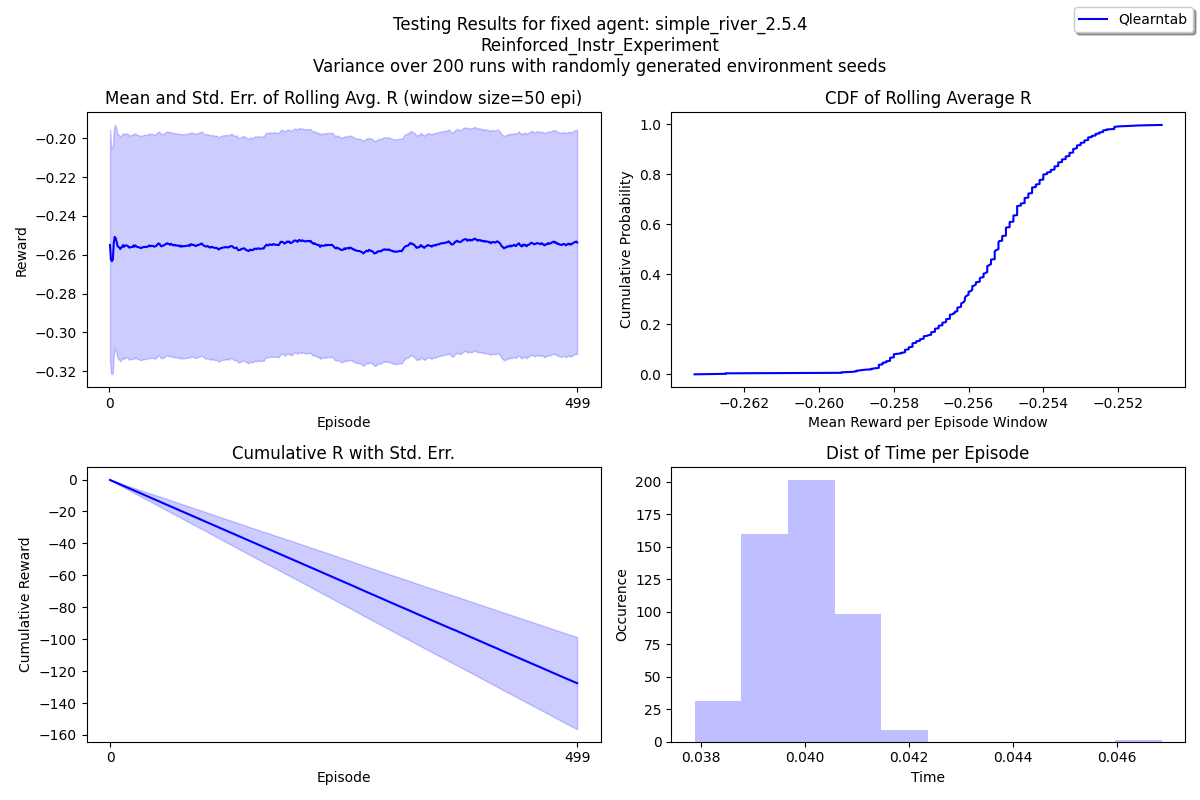 Testing Results for fixed agent: simple_river_2.5.4
Reinforced_Instr_Experiment
Variance over 200 runs with randomly generated environment seeds
Qlearntab
Mean and Std. Err. of Rolling Avg. R (window size=50 epi)
Reward
−0.20
−0.22
−0.24
−0.26
−0.28
−0.30
−0.32
0
499
Episode
CDF of Rolling Average R
Cumulative Probability
1.0
0.8
0.6
0.4
0.2
0.0
−0.262
−0.260
−0.258
−0.256
−0.254
−0.252
Mean Reward per Episode Window
Cumulative R with Std. Err.
Cumulative Reward
0
−20
−40
−60
−80
−100
−120
−140
−160
0
499
Episode
Dist of Time per Episode
Occurence
200
175
150
125
100
75
50
25
0
0.038
0.040
0.042
0.044
0.046
Time